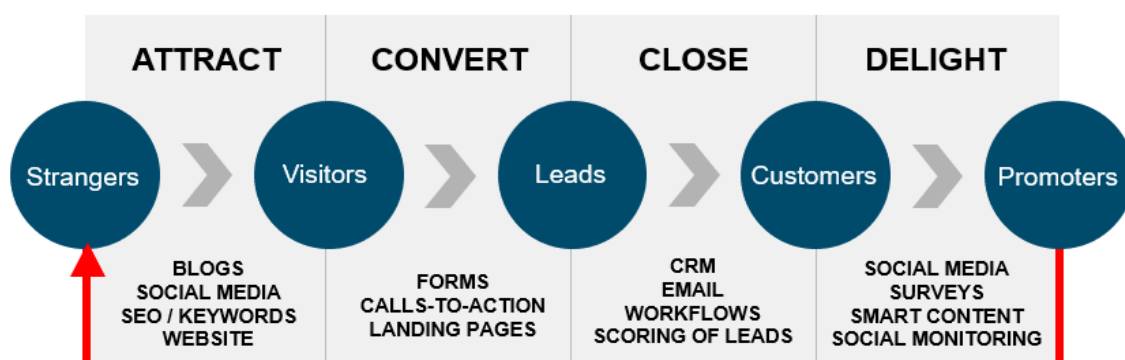 ATTRACT
CONVERT
CLOSE
DELIGHT
Strangers
Visitors
Leads
Customers
Promoters
BLOGS
SOCIAL MEDIA
SEO / KEYWORDS
WEBSITE
FORMS
CALLS-TO-ACTION
LANDING PAGES
CRM
EMAIL
WORKFLOWS
SCORING OF LEADS
SOCIAL MEDIA
SURVEYS
SMART CONTENT
SOCIAL MONITORING